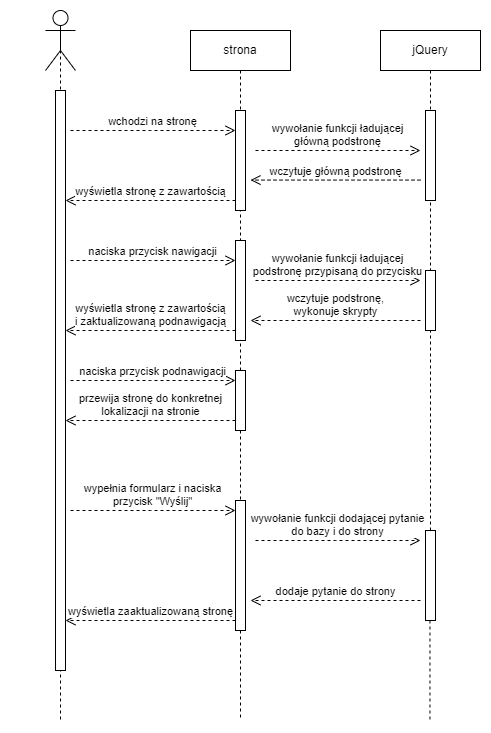 strona
jQuery
wchodzi na stronę
wywołanie funkcji ładującej
główną podstronę
wczytuje główną podstronę
wyświetla stronę z zawartością
naciska przycisk nawigacji
wywołanie funkcji ładującej
podstronę przypisaną do przycisku
wczytuje podstronę,
wykonuje skrypty
wyświetla stronę z zawartością
i zaktualizowaną podnawigacją
naciska przycisk podnawigacji
przewija stronę do konkretnej
lokalizacji na stronie
wypełnia formularz i naciska
przycisk "Wyślij"
wywołanie funkcji dodającej pytanie
do bazy i do strony
dodaje pytanie do strony
wyświetla zaaktualizowaną stronę